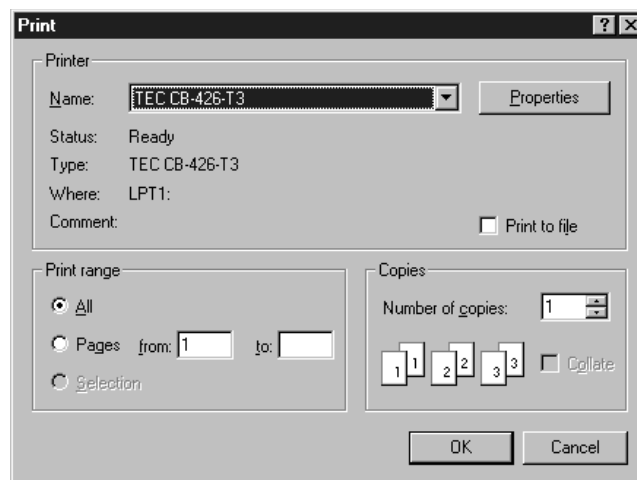 Print
Printer
Name: TEC CB-426-T3 Properties
Status: Ready
Type: TEC CB-426-T3
Where: LPT1:
Comment:
Print to file
Print range
All
Pages from: 1 to:
Selection
Copies
Number of copies: 1
1 1 2 2 3 3 Collate
OK Cancel